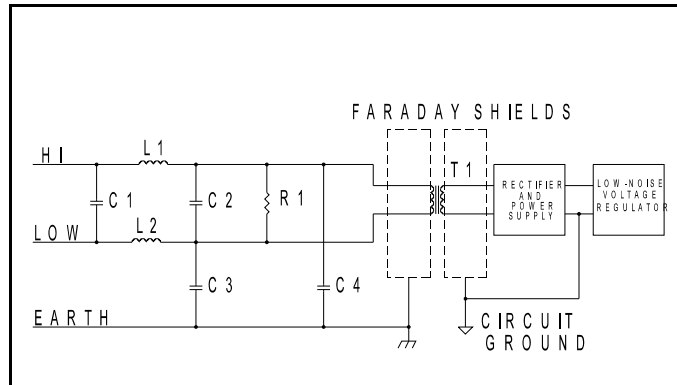 FARADAY SHIELDS
HI
L1
T1
C1
C2
R1
RECTIFIER
AND
POWER
SUPPLY
LOW-NOISE
VOLTAGE
REGULATOR
LOW
L2
C3
C4
EARTH
CIRCUIT
GROUND